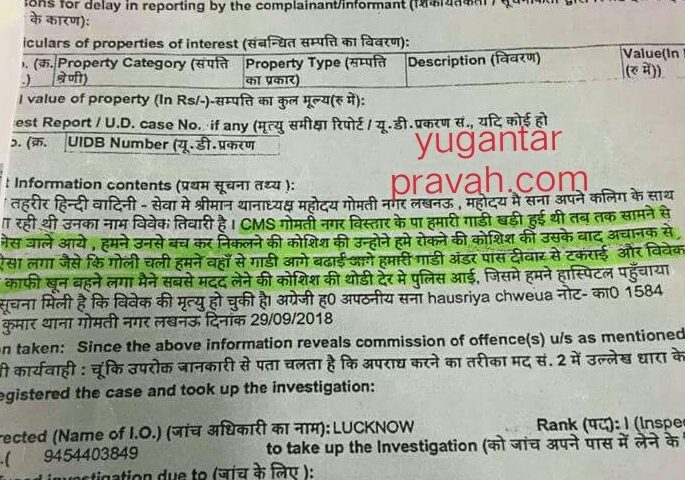 ons for delay in reporting by the complainant/informant (शिकायतकर्ता / सूचनाकर्ता द्वारा
के कारण):
iculars of properties of interest (संबन्धित सम्पत्ति का विवरण):
. (क्र. Property Category (संपति Property Type (सम्पत्ति Description (विवरण) Value(In
.) श्रेणी) का प्रकार) (रु में))
l value of property (In Rs/-)-सम्पत्ति का कुल मूल्य(रु में):
est Report / U.D. case No. if any (मृत्यु समीक्षा रिपोर्ट / यू.डी.प्रकरण सं., यदि कोई हो
o. (क्र. UIDB Number (यू.डी.प्रकरण
yugantar
pravah.com
t Information contents (प्रथम सूचना तथ्य ):
तहरीर हिन्दी वादिनी - सेवा मे श्रीमान थानाध्यक्ष महोदय गोमती नगर लखनऊ , महोदय मै सना अपने कलिग के साथ
ा रही थी उनका नाम विवेक तिवारी है । CMS गोमती नगर विस्तार के पा हमारी गाडी खडी हुई थी तब तक सामने से
लिस वाले आये , हमने उनसे बच कर निकलने की कोशिश की उन्होने हमे रोकने की कोशिश की उसके बाद अचानक से
ऐसा लगा जैसे कि गोली चली हमने वहाँ से गाडी आगे बढाई आगे हमारी गाडी अंडर पास दीवार से टकराई और विवेक
काफी खून बहने लगा मैने सबसे मदद लेने की कोशिश की थोडी देर मे पुलिस आई, जिसमे हमने हास्पिटल पहुँचाया
सूचना मिली है कि विवेक की मृत्यु हो चुकी है। अग्रेजी ह0 अपठनीय सना hausriya chweua नोट- का0 1584
कुमार थाना गोमती नगर लखनऊ दिनांक 29/09/2018
n taken: Since the above information reveals commission of offence(s) u/s as mentioned
ी कार्यवाही : चूंकि उपरोक्त जानकारी से पता चलता है कि अपराध करने का तरीका मद सं. 2 में उल्लेख धारा के
egistered the case and took up the investigation:
rected (Name of I.O.) (जांच अधिकारी का नाम): LUCKNOW Rank (पद): I (Inspe
.( 9454403849 to take up the Investigation (को जांच अपने पास में लेने के
investigation due to (जांच के लिए ):